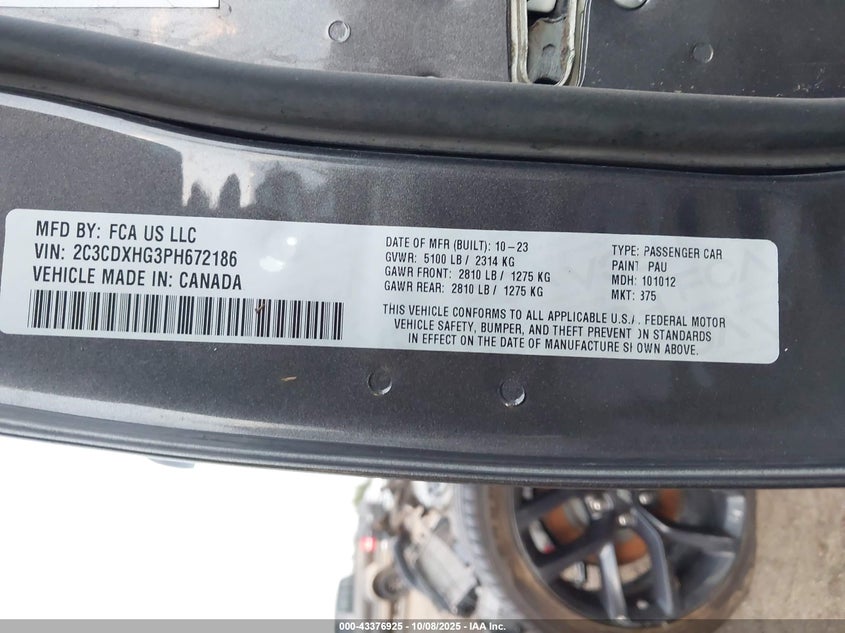 MFD BY: FCA US LLC
VIN: 2C3CDXHG3PH672186
VEHICLE MADE IN: CANADA
DATE OF MFR (BUILT): 10-23
GVWR: 5100 LB / 2314 KG
GAWR FRONT: 2810 LB / 1275 KG
GAWR REAR: 2810 LB / 1275 KG
TYPE: PASSENGER CAR
PAINT: PAU
MDH: 101012
MKT: 375
THIS VEHICLE CONFORMS TO ALL APPLICABLE U.S.A. FEDERAL MOTOR
VEHICLE SAFETY, BUMPER, AND THEFT PREVENTION STANDARDS
IN EFFECT ON THE DATE OF MANUFACTURE SHOWN ABOVE.
000-43376925 - 10/08/2025 - IAA Inc.